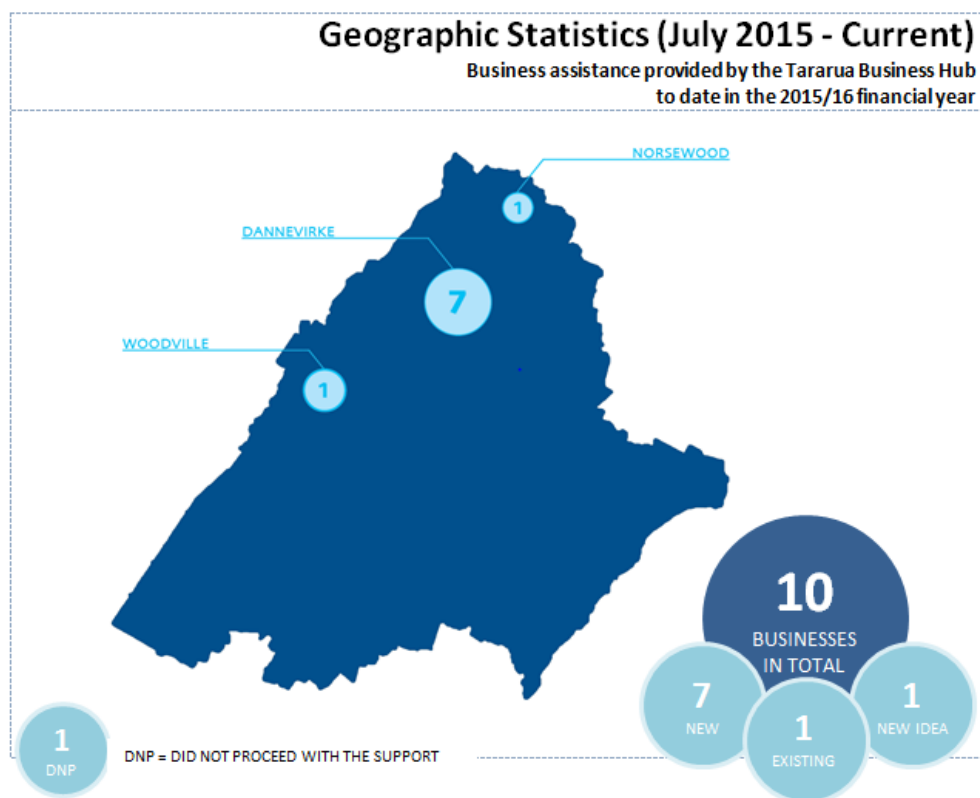 Geographic Statistics (July 2015 - Current)
Business assistance provided by the Tararua Business Hub
to date in the 2015/16 financial year
NORSEWOOD
1
DANNEVIRKE
7
WOODVILLE
1
10
BUSINESSES
IN TOTAL
7
NEW
1
EXISTING
1
NEW IDEA
1
DNP
DNP = DID NOT PROCEED WITH THE SUPPORT